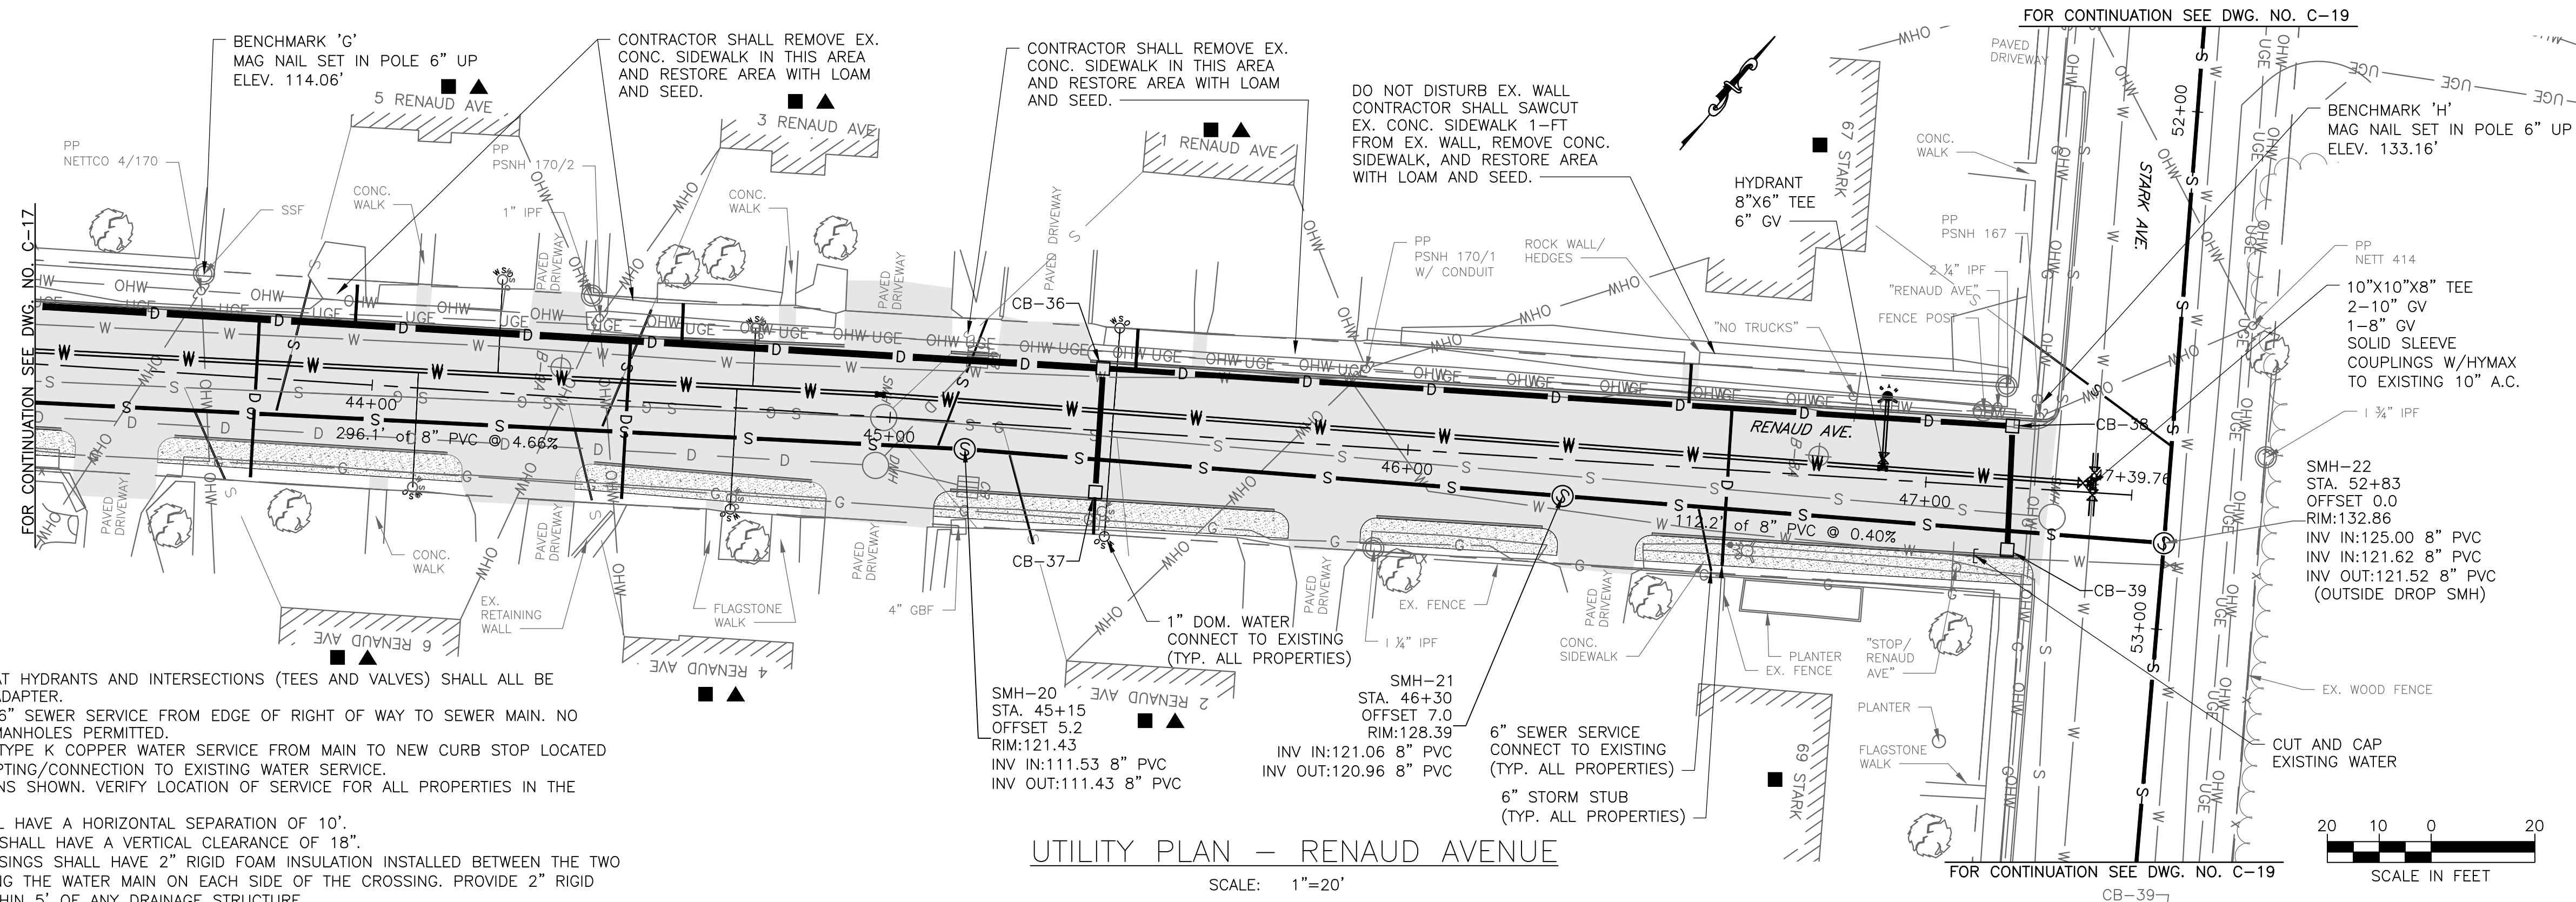 FOR CONTINUATION SEE DWG. NO. C-19
BENCHMARK 'G'
MAG NAIL SET IN POLE 6" UP
ELEV. 114.06'
CONTRACTOR SHALL REMOVE EX.
CONC. SIDEWALK IN THIS AREA
AND RESTORE AREA WITH LOAM
AND SEED.
CONTRACTOR SHALL REMOVE EX.
CONC. SIDEWALK IN THIS AREA
AND RESTORE AREA WITH LOAM
AND SEED.
DO NOT DISTURB EX. WALL
CONTRACTOR SHALL SAWCUT
EX. CONC. SIDEWALK 1-FT
FROM EX. WALL, REMOVE CONC.
SIDEWALK, AND RESTORE AREA
WITH LOAM AND SEED.
BENCHMARK 'H'
MAG NAIL SET IN POLE 6" UP
ELEV. 133.16'
5 RENAUD AVE
3 RENAUD AVE
1 RENAUD AVE
67 STARK
PAVED
DRIVEWAY
CONC.
WALK
STARK AVE.
52+00
HYDRANT
8"X6" TEE
6" GV
PP
NETTCO 4/170
SSF
CONC.
WALK
PP
PSNH 170/2
1" IPF
PAVED
DRIVEWAY
CONC.
WALK
PAVED
DRIVEWAY
PAVED DRIVEWAY
PP
PSNH 170/1
W/ CONDUIT
ROCK WALL/
HEDGES
PP
PSNH 167
2 ¼" IPF
"RENAUD AVE"
FENCE POST
"NO TRUCKS"
PP
NETT 414
10"X10"X8" TEE
2-10" GV
1-8" GV
SOLID SLEEVE
COUPLINGS W/HYMAX
TO EXISTING 10" A.C.
1 ¾" IPF
FOR CONTINUATION SEE DWG. NO. C-17
CB-36
CB-38
44+00
45+00
46+00
47+00
47+39.76
RENAUD AVE.
296.1' of 8" PVC @ 4.66%
112.2' of 8" PVC @ 0.40%
SMH-22
STA. 52+83
OFFSET 0.0
RIM:132.86
INV IN:125.00 8" PVC
INV IN:121.62 8" PVC
INV OUT:121.52 8" PVC
(OUTSIDE DROP SMH)
53+00
PAVED
DRIVEWAY
CONC.
WALK
PAVED
DRIVEWAY
EX.
RETAINING
WALL
FLAGSTONE
WALK
PAVED
DRIVEWAY
4" GBF
CB-37
CB-39
1" DOM. WATER
CONNECT TO EXISTING
(TYP. ALL PROPERTIES)
PAVED
DRIVEWAY
1 ¼" IPF
EX. FENCE
PAVED
DRIVEWAY
CONC.
SIDEWALK
PLANTER
EX. FENCE
"STOP/
RENAUD
AVE"
PLANTER
FLAGSTONE
WALK
EX. WOOD FENCE
6 RENAUD AVE
4 RENAUD AVE
2 RENAUD AVE
69 STARK
SMH-20
STA. 45+15
OFFSET 5.2
RIM:121.43
INV IN:111.53 8" PVC
INV OUT:111.43 8" PVC
SMH-21
STA. 46+30
OFFSET 7.0
RIM:128.39
INV IN:121.06 8" PVC
INV OUT:120.96 8" PVC
6" SEWER SERVICE
CONNECT TO EXISTING
(TYP. ALL PROPERTIES)
6" STORM STUB
(TYP. ALL PROPERTIES)
CUT AND CAP
EXISTING WATER
AT HYDRANTS AND INTERSECTIONS (TEES AND VALVES) SHALL ALL BE
ADAPTER.
6" SEWER SERVICE FROM EDGE OF RIGHT OF WAY TO SEWER MAIN. NO
MANHOLES PERMITTED.
TYPE K COPPER WATER SERVICE FROM MAIN TO NEW CURB STOP LOCATED
PTING/CONNECTION TO EXISTING WATER SERVICE.
NS SHOWN. VERIFY LOCATION OF SERVICE FOR ALL PROPERTIES IN THE
L HAVE A HORIZONTAL SEPARATION OF 10'.
SHALL HAVE A VERTICAL CLEARANCE OF 18".
SINGS SHALL HAVE 2" RIGID FOAM INSULATION INSTALLED BETWEEN THE TWO
NG THE WATER MAIN ON EACH SIDE OF THE CROSSING. PROVIDE 2" RIGID
HIN 5' OF ANY DRAINAGE STRUCTURE
UTILITY PLAN - RENAUD AVENUE
SCALE: 1"=20'
FOR CONTINUATION SEE DWG. NO. C-19
CB-39
20 10 0 20
SCALE IN FEET